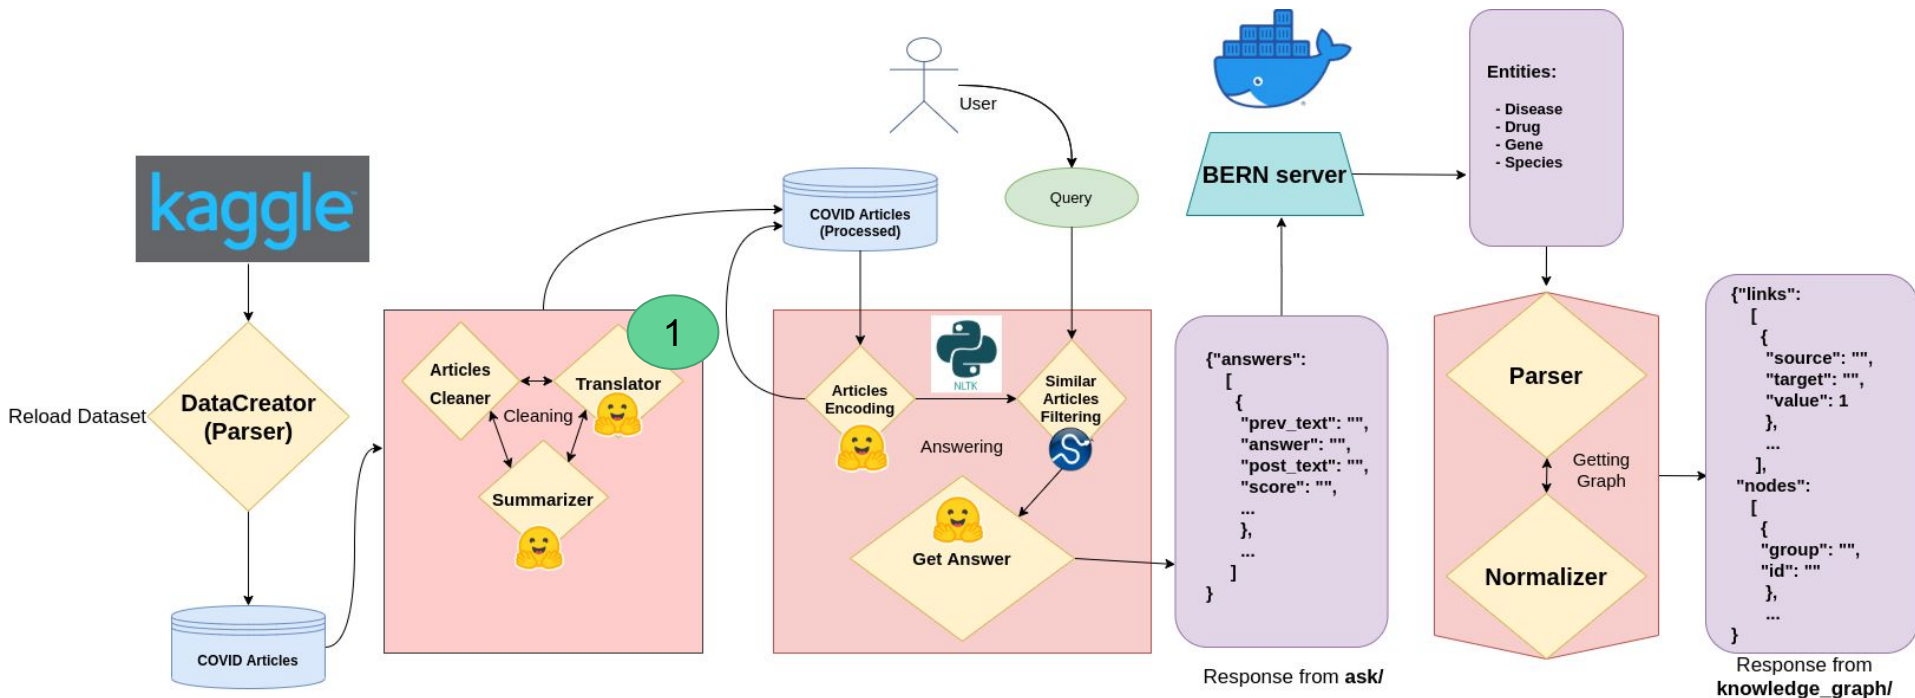 kaggle
Reload Dataset
DataCreator
(Parser)
COVID Articles
Articles
Cleaner
Translator
1
Cleaning
Summarizer
User
COVID Articles
(Processed)
Query
NLTK
Articles
Encoding
Similar
Articles
Filtering
Answering
Get Answer
{"answers":
[
{
"prev_text": "",
"answer": "",
"post_text": "",
"score": "",
...
},
...
]
}
Response from ask/
BERN server
Entities:
- Disease
- Drug
- Gene
- Species
Parser
Getting
Graph
Normalizer
{"links":
[
{
"source": "",
"target": "",
"value": 1
},
...
],
"nodes":
[
{
"group": "",
"id": ""
},
...
}
Response from
knowledge_graph/